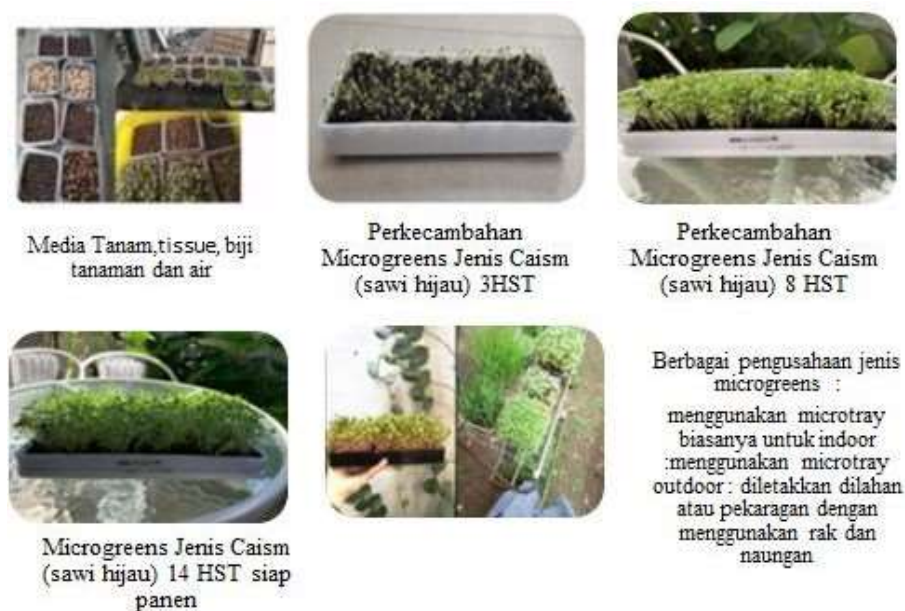 Media Tanam,tissue, biji
tanaman dan air
Perkecambahan
Microgreens Jenis Caism
(sawi hijau) 3HST
Perkecambahan
Microgreens Jenis Caism
(sawi hijau) 8 HST
Microgreens Jenis Caism
(sawi hijau) 14 HST siap
panen
Berbagai pengusahaan jenis
microgreens :
menggunakan microtray
biasanya untuk indoor
:menggunakan microtray
outdoor : diletakkan dilahan
atau pekaragan dengan
menggunakan rak dan
naungan